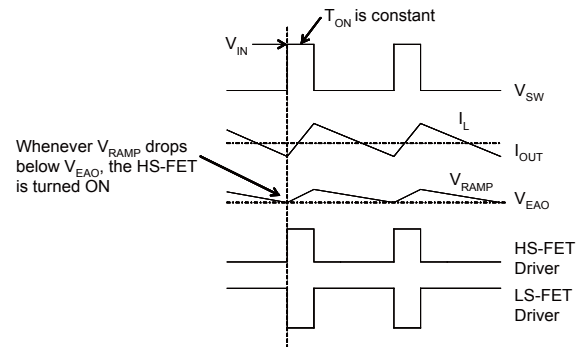 T_ON is constant
V_IN
V_SW
I_L
I_OUT
Whenever V_RAMP drops
below V_EAO, the HS-FET
is turned ON
V_RAMP
V_EAO
HS-FET
Driver
LS-FET
Driver